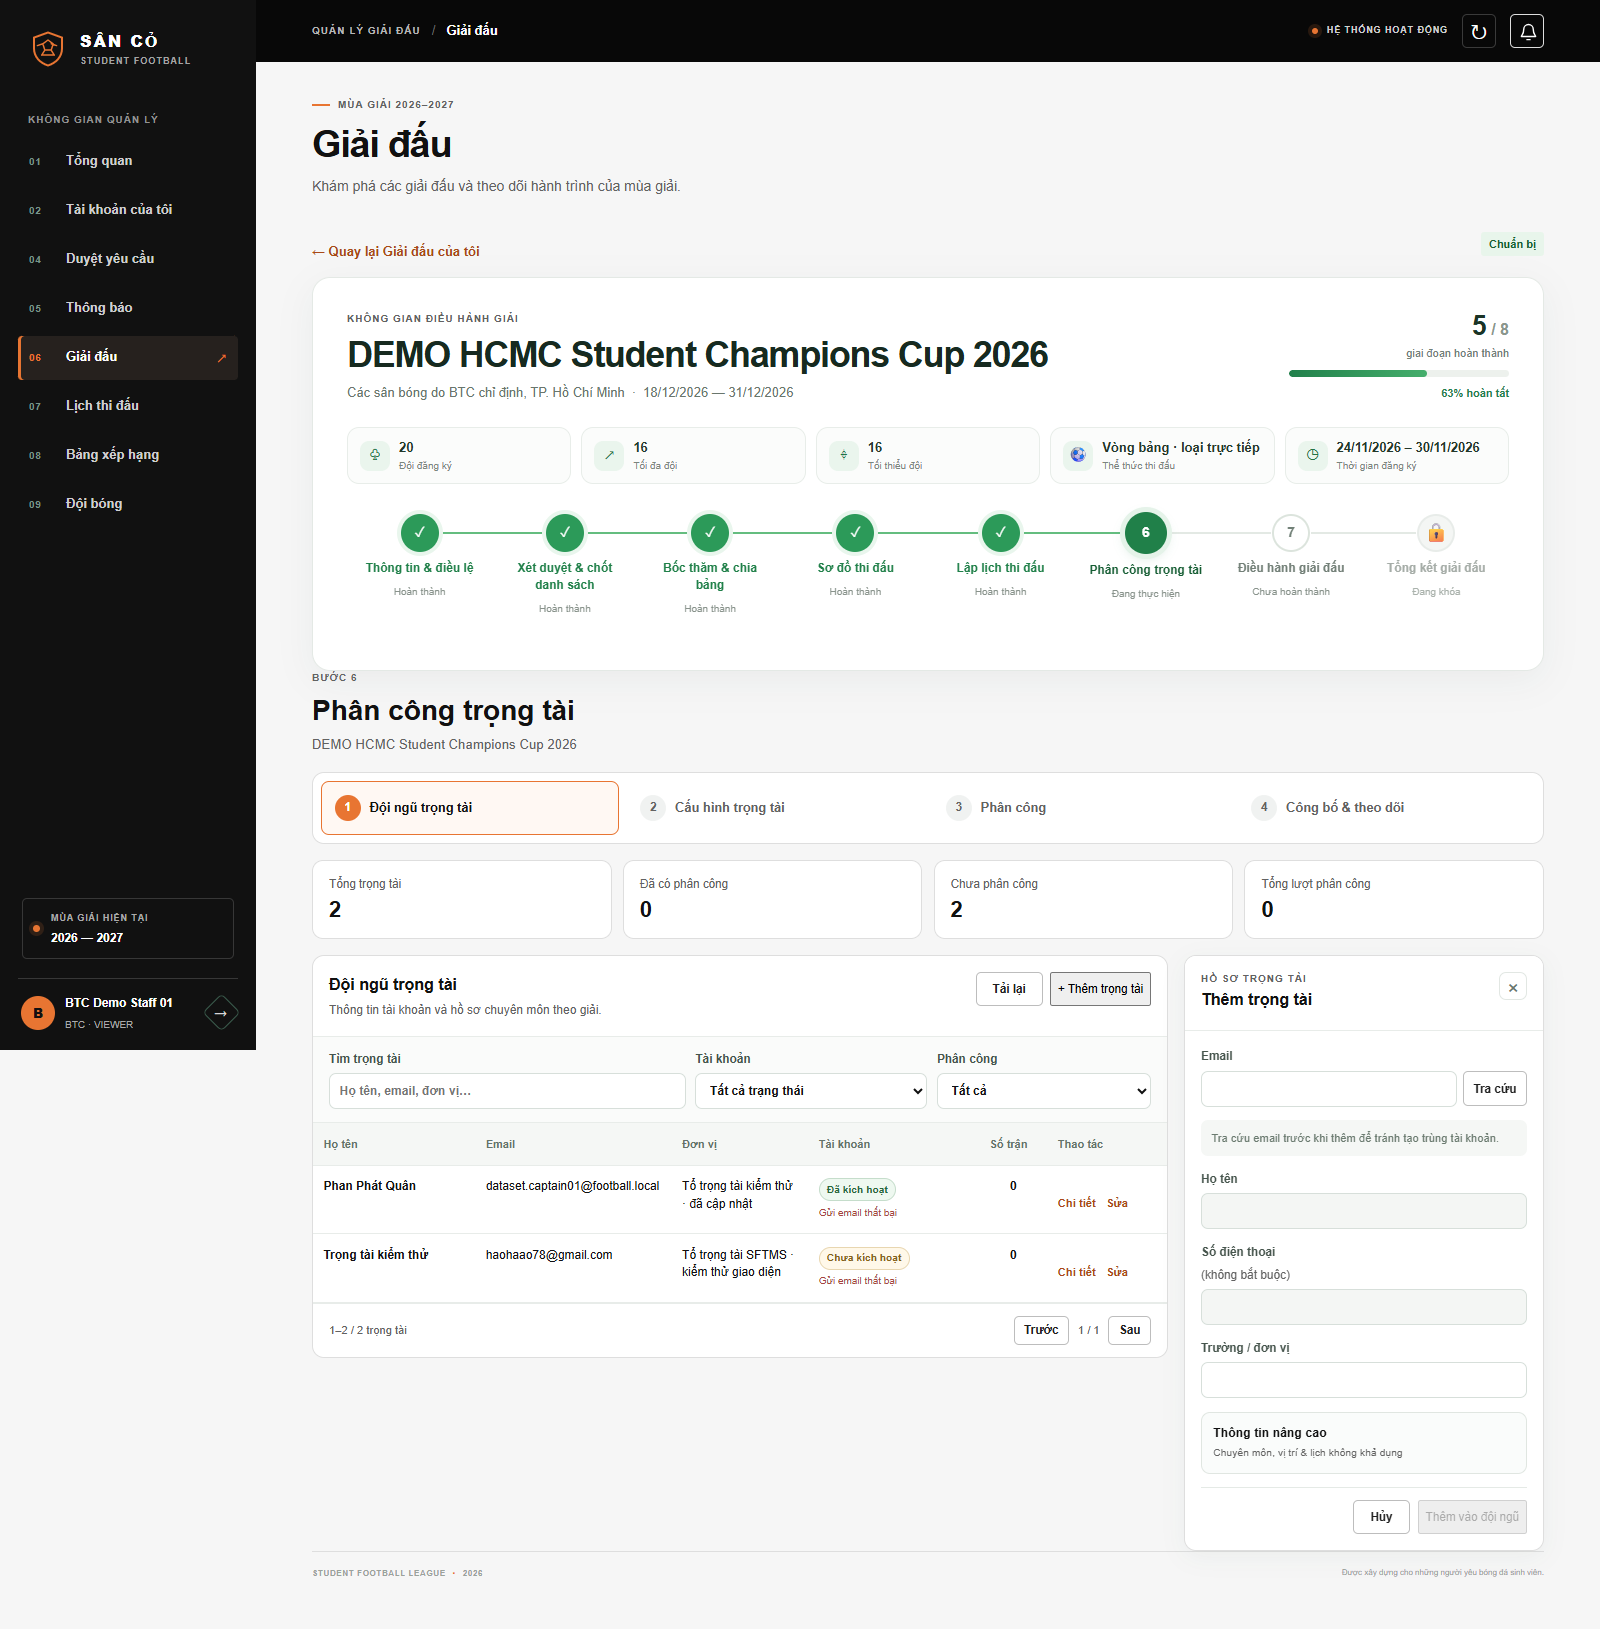 SÂN CỎ
STUDENT FOOTBALL
KHÔNG GIAN QUẢN LÝ
01 Tổng quan
02 Tài khoản của tôi
04 Duyệt yêu cầu
05 Thông báo
06 Giải đấu ↗
07 Lịch thi đấu
08 Bảng xếp hạng
09 Đội bóng
MÙA GIẢI HIỆN TẠI
2026 — 2027
B
BTC Demo Staff 01
BTC · VIEWER
→
QUẢN LÝ GIẢI ĐẤU / Giải đấu
HỆ THỐNG HOẠT ĐỘNG
MÙA GIẢI 2026–2027
Giải đấu
Khám phá các giải đấu và theo dõi hành trình của mùa giải.
← Quay lại Giải đấu của tôi
Chuẩn bị
KHÔNG GIAN ĐIỀU HÀNH GIẢI
DEMO HCMC Student Champions Cup 2026
Các sân bóng do BTC chỉ định, TP. Hồ Chí Minh · 18/12/2026 — 31/12/2026
5 / 8
giai đoạn hoàn thành
63% hoàn tất
20
Đội đăng ký
16
Tối đa đội
16
Tối thiểu đội
Vòng bảng · loại trực tiếp
Thể thức thi đấu
24/11/2026 – 30/11/2026
Thời gian đăng ký
✓ Thông tin & điều lệ
Hoàn thành
✓ Xét duyệt & chốt
danh sách
Hoàn thành
✓ Bốc thăm & chia
bảng
Hoàn thành
✓ Sơ đồ thi đấu
Hoàn thành
✓ Lập lịch thi đấu
Hoàn thành
6 Phân công trọng tài
Đang thực hiện
7 Điều hành giải đấu
Chưa hoàn thành
Tổng kết giải đấu
Đang khóa
BƯỚC 6
Phân công trọng tài
DEMO HCMC Student Champions Cup 2026
1 Đội ngũ trọng tài
2 Cấu hình trọng tài
3 Phân công
4 Công bố & theo dõi
Tổng trọng tài
2
Đã có phân công
0
Chưa phân công
2
Tổng lượt phân công
0
Đội ngũ trọng tài
Thông tin tài khoản và hồ sơ chuyên môn theo giải.
Tải lại
+ Thêm trọng tài
Tìm trọng tài
Họ tên, email, đơn vị...
Tài khoản
Tất cả trạng thái
Phân công
Tất cả
Họ tên Email Đơn vị Tài khoản Số trận Thao tác
Phan Phát Quân dataset.captain01@football.local Tổ trọng tài kiểm thử Đã kích hoạt 0
· đã cập nhật Gửi email thất bại Chi tiết Sửa
Trọng tài kiểm thử haohaao78@gmail.com Tổ trọng tài SFTMS · Chưa kích hoạt 0
kiểm thử giao diện Gửi email thất bại Chi tiết Sửa
1–2 / 2 trọng tài
Trước 1 / 1 Sau
HỒ SƠ TRỌNG TÀI
Thêm trọng tài
×
Email
Tra cứu
Tra cứu email trước khi thêm để tránh tạo trùng tài khoản.
Họ tên
Số điện thoại
(không bắt buộc)
Trường / đơn vị
Thông tin nâng cao
Chuyên môn, vị trí & lịch không khả dụng
Hủy
Thêm vào đội ngũ
STUDENT FOOTBALL LEAGUE · 2026
Được xây dựng cho những người yêu bóng đá sinh viên.